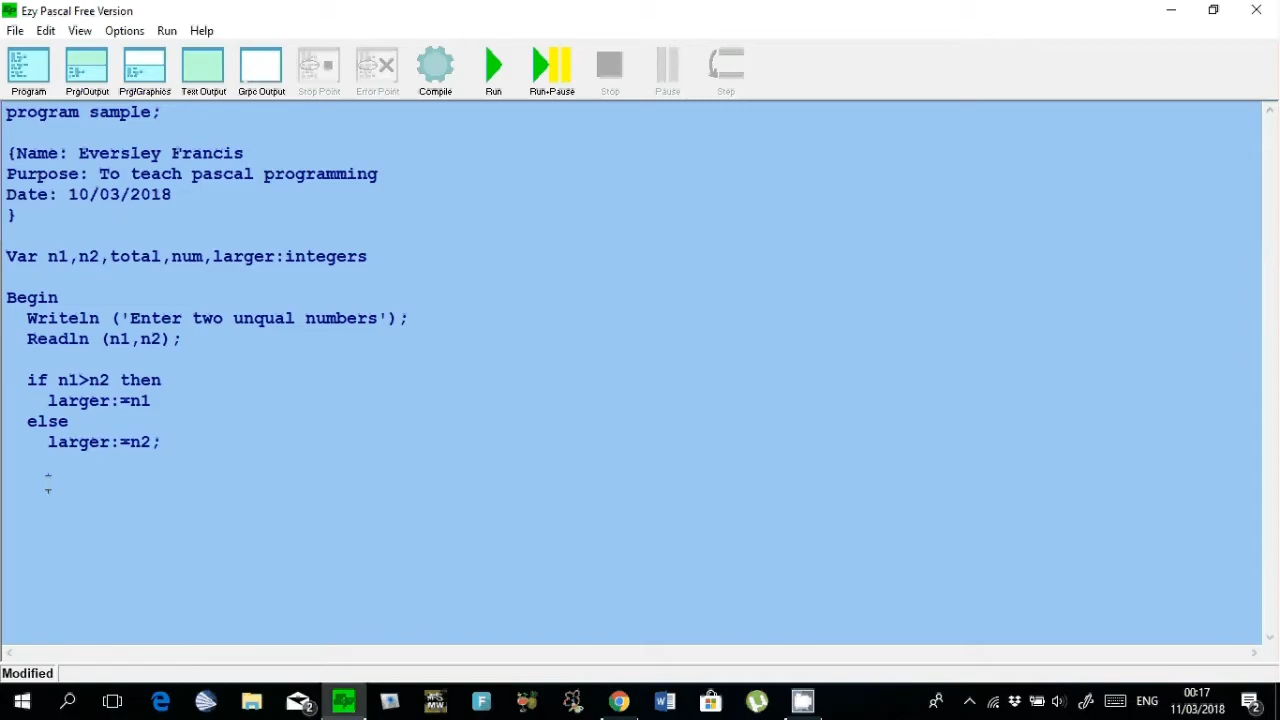 Ezy Pascal Free Version
File Edit View Options Run Help
Program Prg/Output Prg/Graphics Text Output Grpc Output Stop Point Error Point Compile Run Run+Pause Stop Pause Step
program sample;
{Name: Eversley Francis
Purpose: To teach pascal programming
Date: 10/03/2018
}
Var n1,n2,total,num,larger:integers
Begin
Writeln ('Enter two unqual numbers');
Readln (n1,n2);
if n1>n2 then
larger:=n1
else
larger:=n2;
Modified
ENG
00:17
11/03/2018
2
2